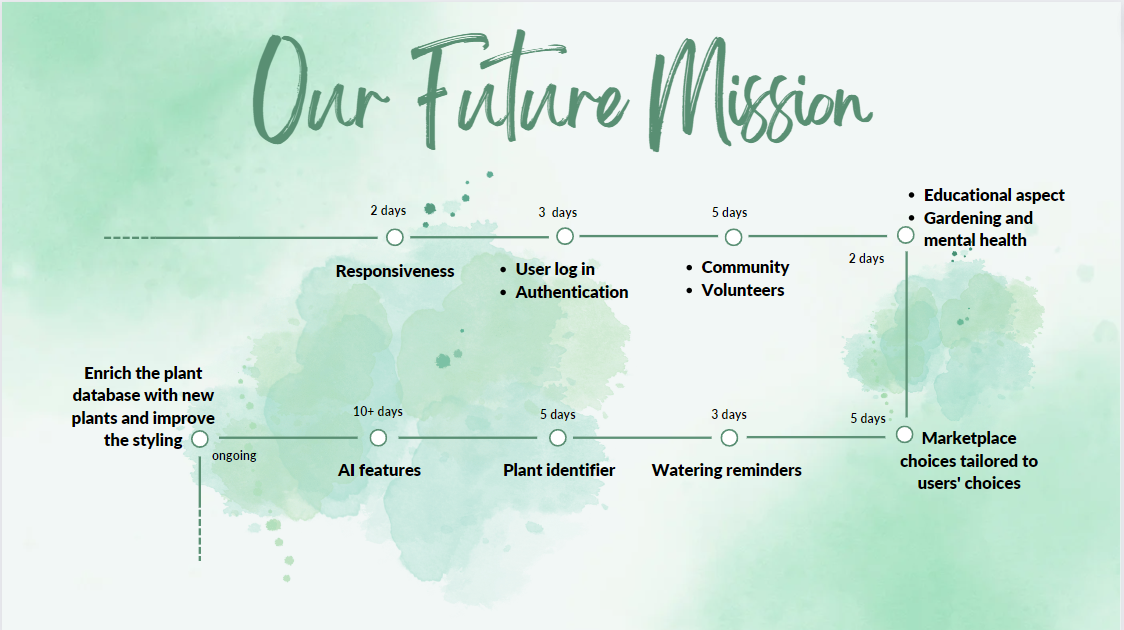 Our Future Mission
2 days
Responsiveness
3 days
• User log in
• Authentication
5 days
• Community
• Volunteers
• Educational aspect
• Gardening and
mental health
2 days
5 days
Marketplace
choices tailored to
users' choices
3 days
Watering reminders
5 days
Plant identifier
10+ days
AI features
Enrich the plant
database with new
plants and improve
the styling
ongoing